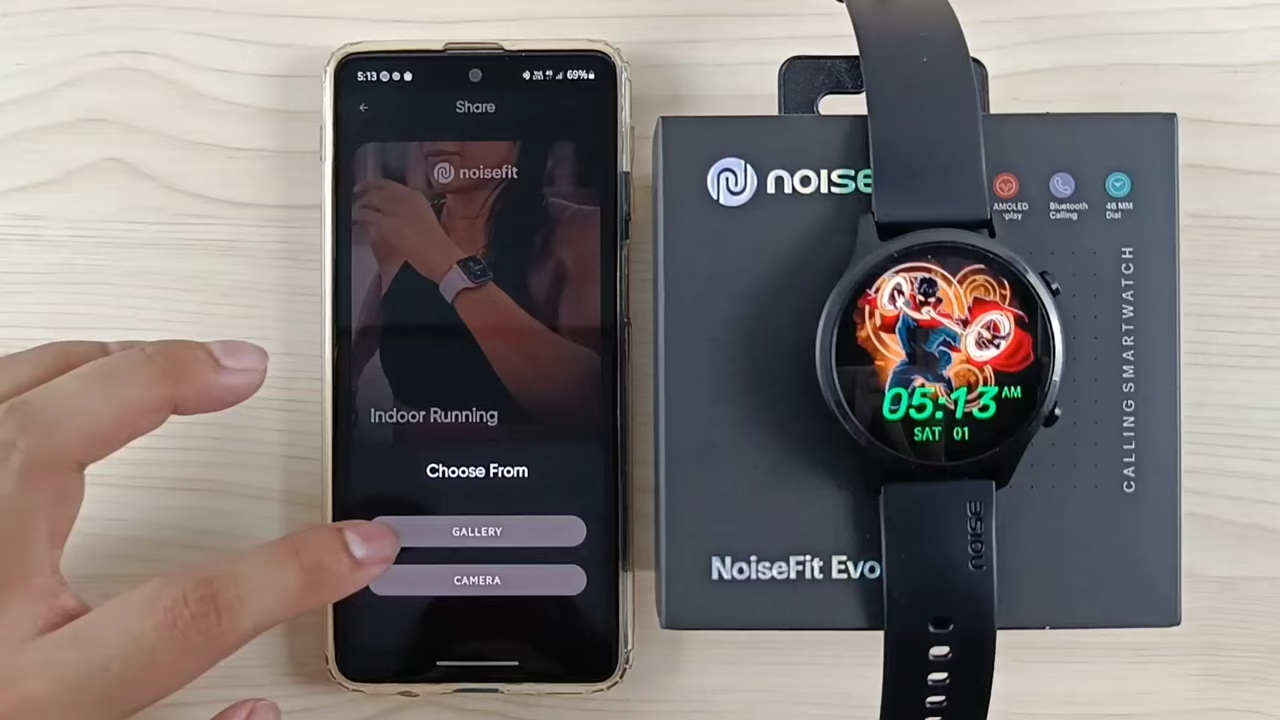 5:13
69%
Share
noisefit
Indoor Running
Choose From
GALLERY
CAMERA
NOISE
AMOLED
Bluetooth
Calling
46 MM
Dial
CALLING SMARTWATCH
05:13 AM
SAT 01
NOISE
NoiseFit Evo